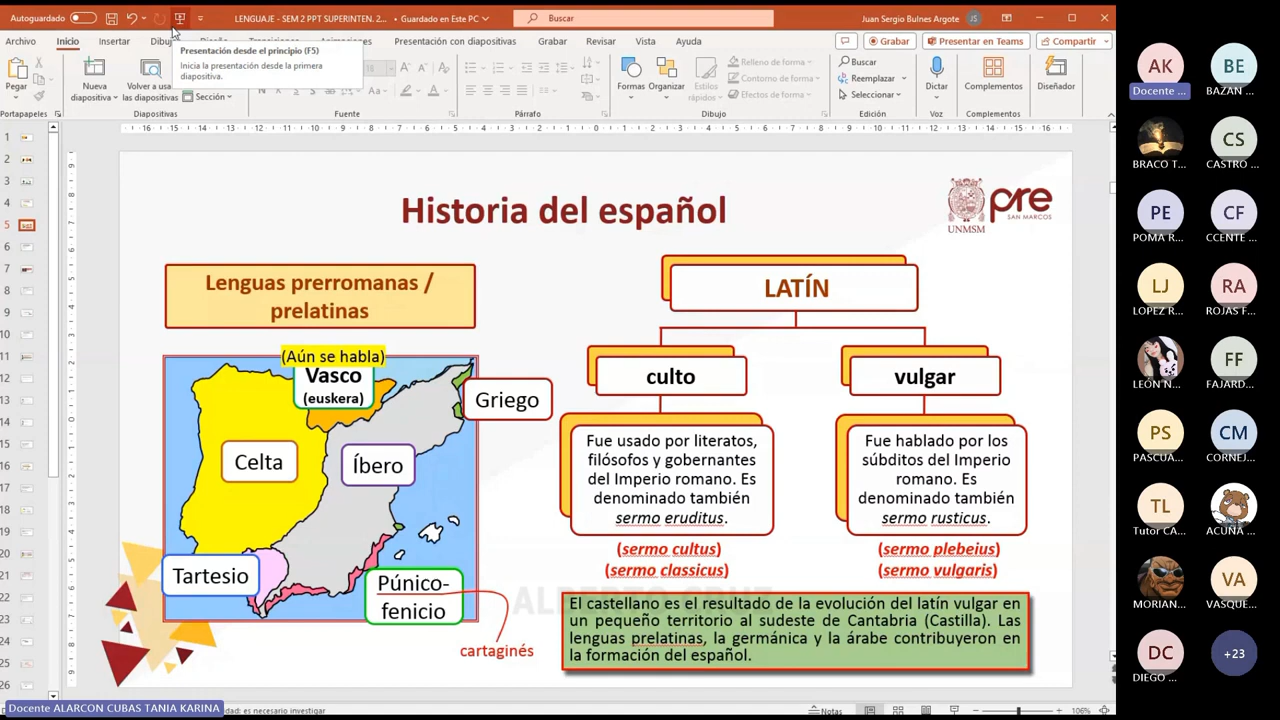 Autoguardado
LENGUAJE - SEM 2 PPT SUPERINTEN. 2... • Guardado en Este PC
Buscar
Juan Sergio Bulnes Argote
JS
Archivo
Inicio
Insertar
Dibuj
Diseño
Transiciones
Animaciones
Presentación con diapositivas
Grabar
Revisar
Vista
Ayuda
Grabar
Presentar en Teams
Compartir
Presentación desde el principio (F5)
Inicia la presentación desde la primera
diapositiva.
Pegar
Nueva
diapositiva
Volver a usar
las diapositivas
Sección
Formas
Organizar
Estilos
rápidos
Relleno de forma
Contorno de forma
Efectos de forma
Buscar
Reemplazar
Seleccionar
Dictar
Complementos
Diseñador
Portapapeles
Diapositivas
Fuente
Párrafo
Dibujo
Edición
Voz
Complementos
Historia del español
UNMSM
pre
SAN MARCOS
Lenguas prerromanas /
prelatinas
(Aún se habla)
Vasco
(euskera)
Griego
Celta
Íbero
Tartesio
Púnico-
fenicio
cartaginés
LATÍN
culto
vulgar
Fue usado por literatos,
filósofos y gobernantes
del Imperio romano. Es
denominado también
sermo eruditus.
(sermo cultus)
(sermo classicus)
Fue hablado por los
súbditos del Imperio
romano. Es
denominado también
sermo rusticus.
(sermo plebeius)
(sermo vulgaris)
El castellano es el resultado de la evolución del latín vulgar en
un pequeño territorio al sudeste de Cantabria (Castilla). Las
lenguas prelatinas, la germánica y la árabe contribuyeron en
la formación del español.
Docente ALARCON CUBAS TANIA KARINA
idad: es necesario investigar
Notas
106%
AK
Docente ...
BE
BAZAN ...
BRACO T...
CS
CASTRO ...
PE
POMA R...
CF
CCENTE ...
LJ
LOPEZ R...
RA
ROJAS F...
LEÓN N...
FF
FAJARD...
PS
PASCUA...
CM
CORNEJ...
TL
Tutor CA...
ACUÑA ...
MORIAN...
VA
VASQUE...
DC
DIEGO ...
+23